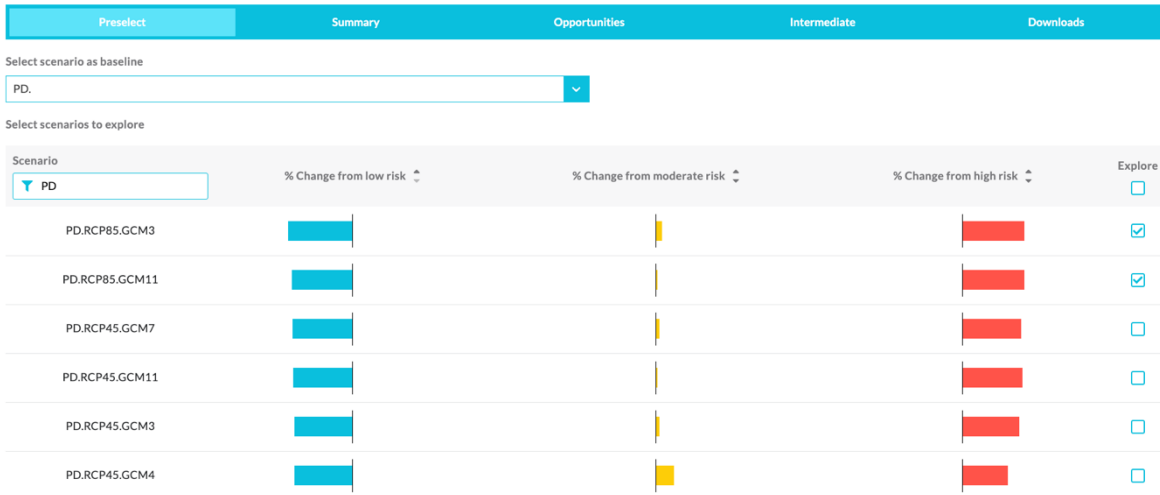 Preselect Summary Opportunities Intermediate Downloads
Select scenario as baseline
PD.
Select scenarios to explore
Scenario % Change from low risk % Change from moderate risk % Change from high risk Explore
PD
PD.RCP85.GCM3
PD.RCP85.GCM11
PD.RCP45.GCM7
PD.RCP45.GCM11
PD.RCP45.GCM3
PD.RCP45.GCM4